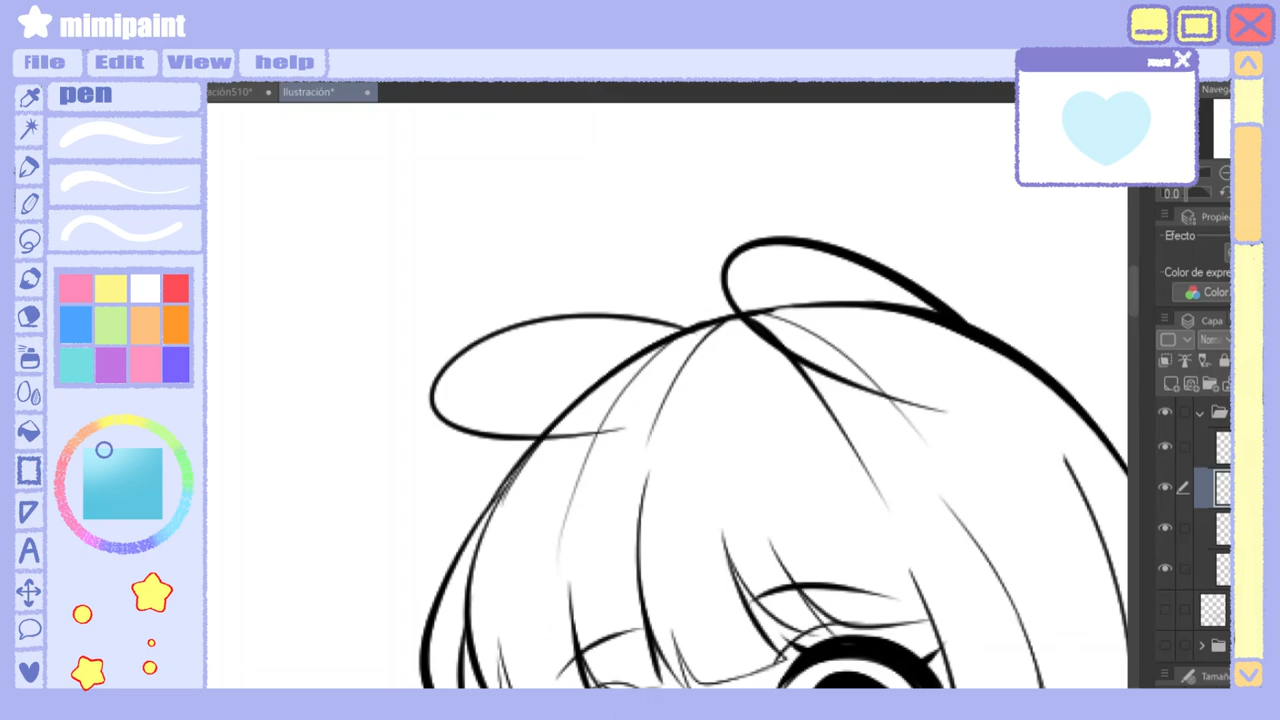 mimipaint
File Edit View help
pen
ación510* Ilustración*
Navega
0.0
Propie
Efecto
Color de expre
Color
Capa
Norm
A
Tamañ